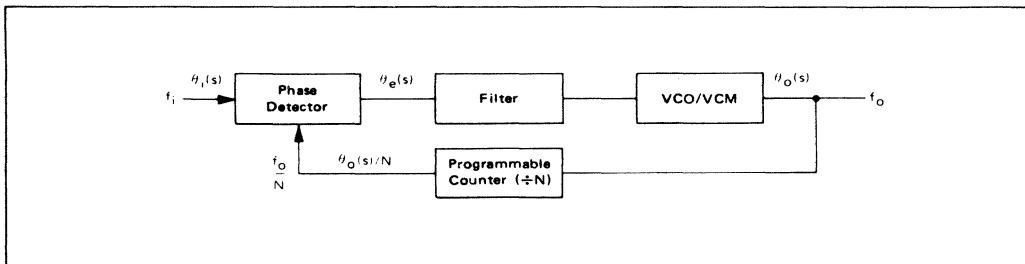 θi(s)
fi
Phase
Detector
θe(s)
Filter
VCO/VCM
θo(s)
fo
fo
N
θo(s)/N
Programmable
Counter (÷N)